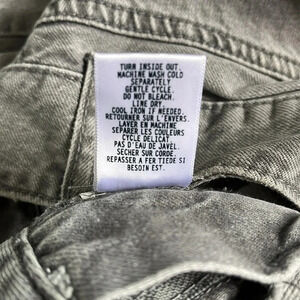 TURN INSIDE OUT.
MACHINE WASH COLD
SEPARATELY
GENTLE CYCLE.
DO NOT BLEACH.
LINE DRY.
COOL IRON IF NEEDED.
RETOURNER SUR L'ENVERS.
LAVER EN MACHINE
SEPARER LES COULEURS
CYCLE DELICAT
PAS D'EAU DE JAVEL.
SECHER SUR CORDE.
REPASSER A FER TIEDE SI
BESOIN EST.